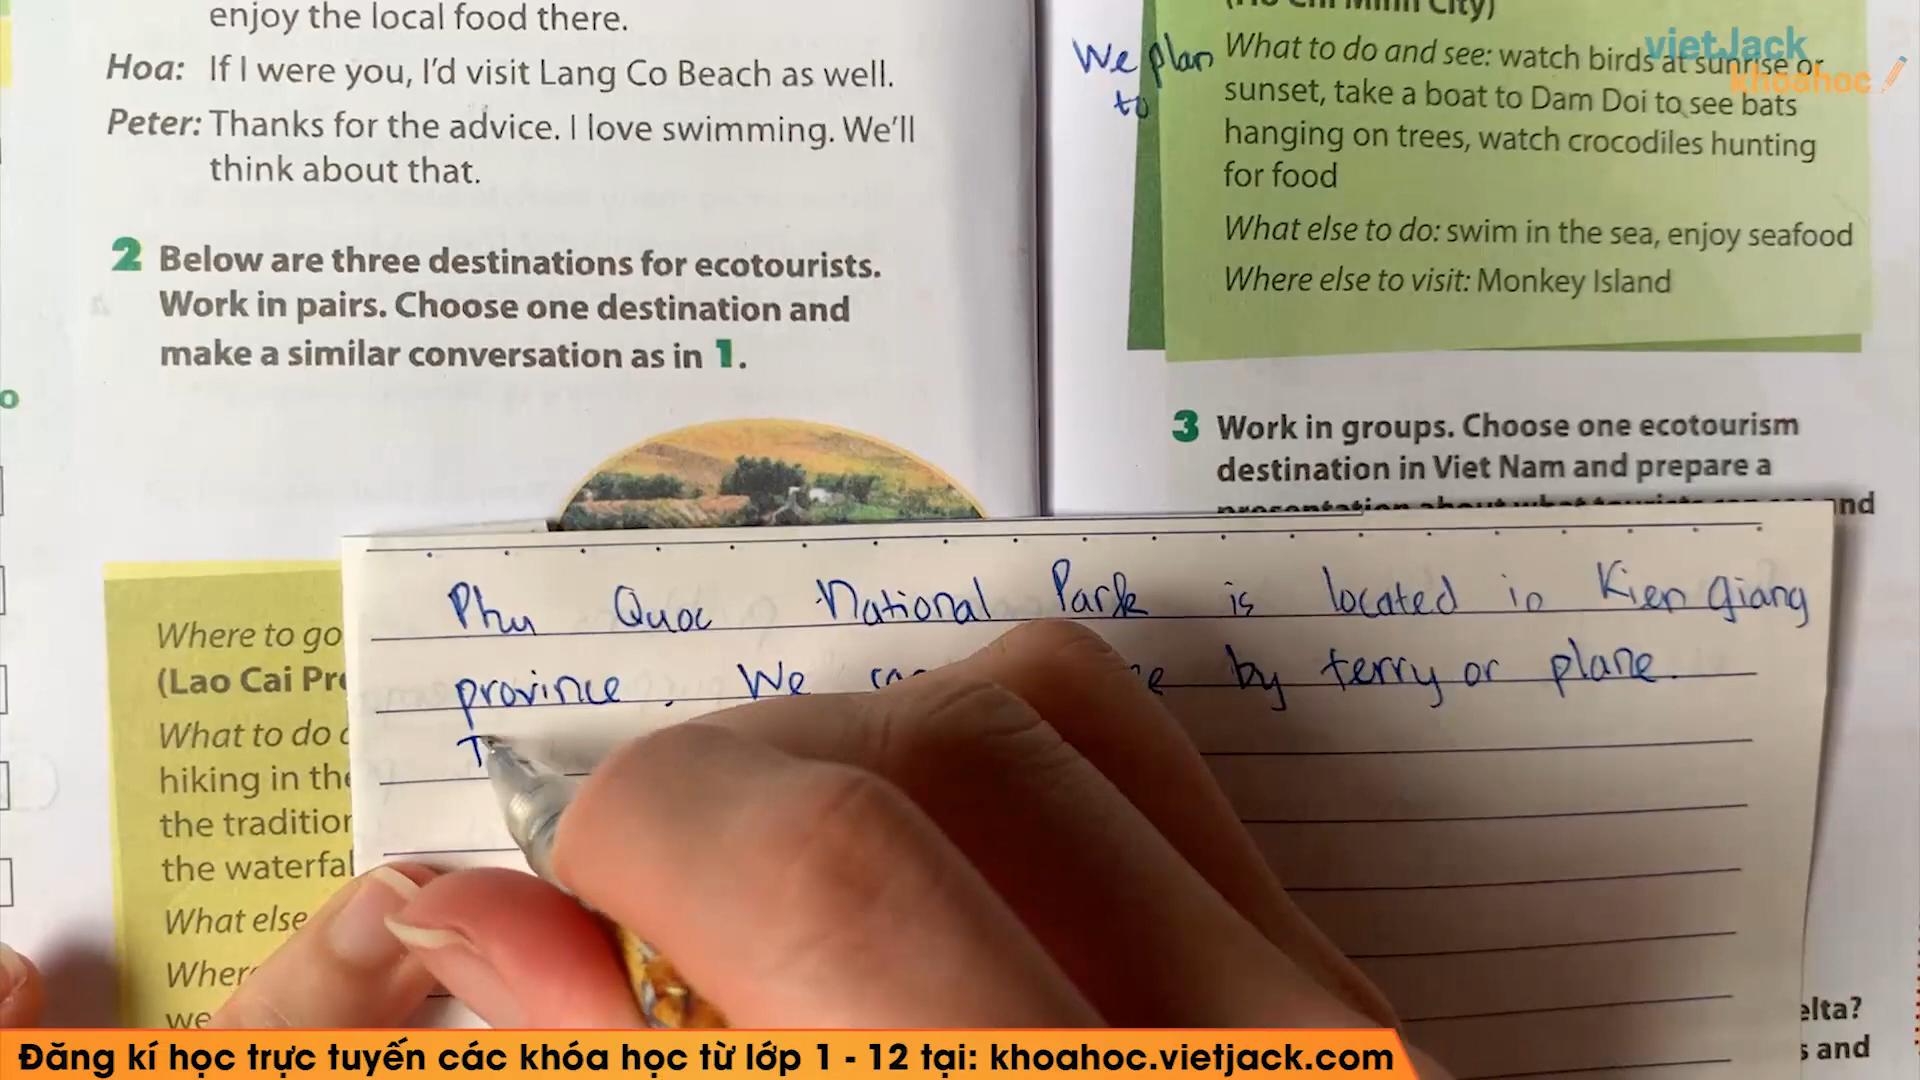 enjoy the local food there.
Hoa: If I were you, I'd visit Lang Co Beach as well.
Peter: Thanks for the advice. I love swimming. We'll
think about that.
2 Below are three destinations for ecotourists.
Work in pairs. Choose one destination and
make a similar conversation as in 1.
Where to go
(Lao Cai Pr
What to do
hiking in the
the tradition
the waterfal
What else
Wher
we
We plan
to
What to do and see: watch birds at sunrise or
sunset, take a boat to Dam Doi to see bats
hanging on trees, watch crocodiles hunting
for food
What else to do: swim in the sea, enjoy seafood
Where else to visit: Monkey Island
3 Work in groups. Choose one ecotourism
destination in Viet Nam and prepare a
and
elta?
s and
Phu Quoc National Park is located in Kien Giang
province, We by ferry or plane.
vietJack
khoahoc
Đăng kí học trực tuyến các khóa học từ lớp 1 - 12 tại: khoahoc.vietjack.com